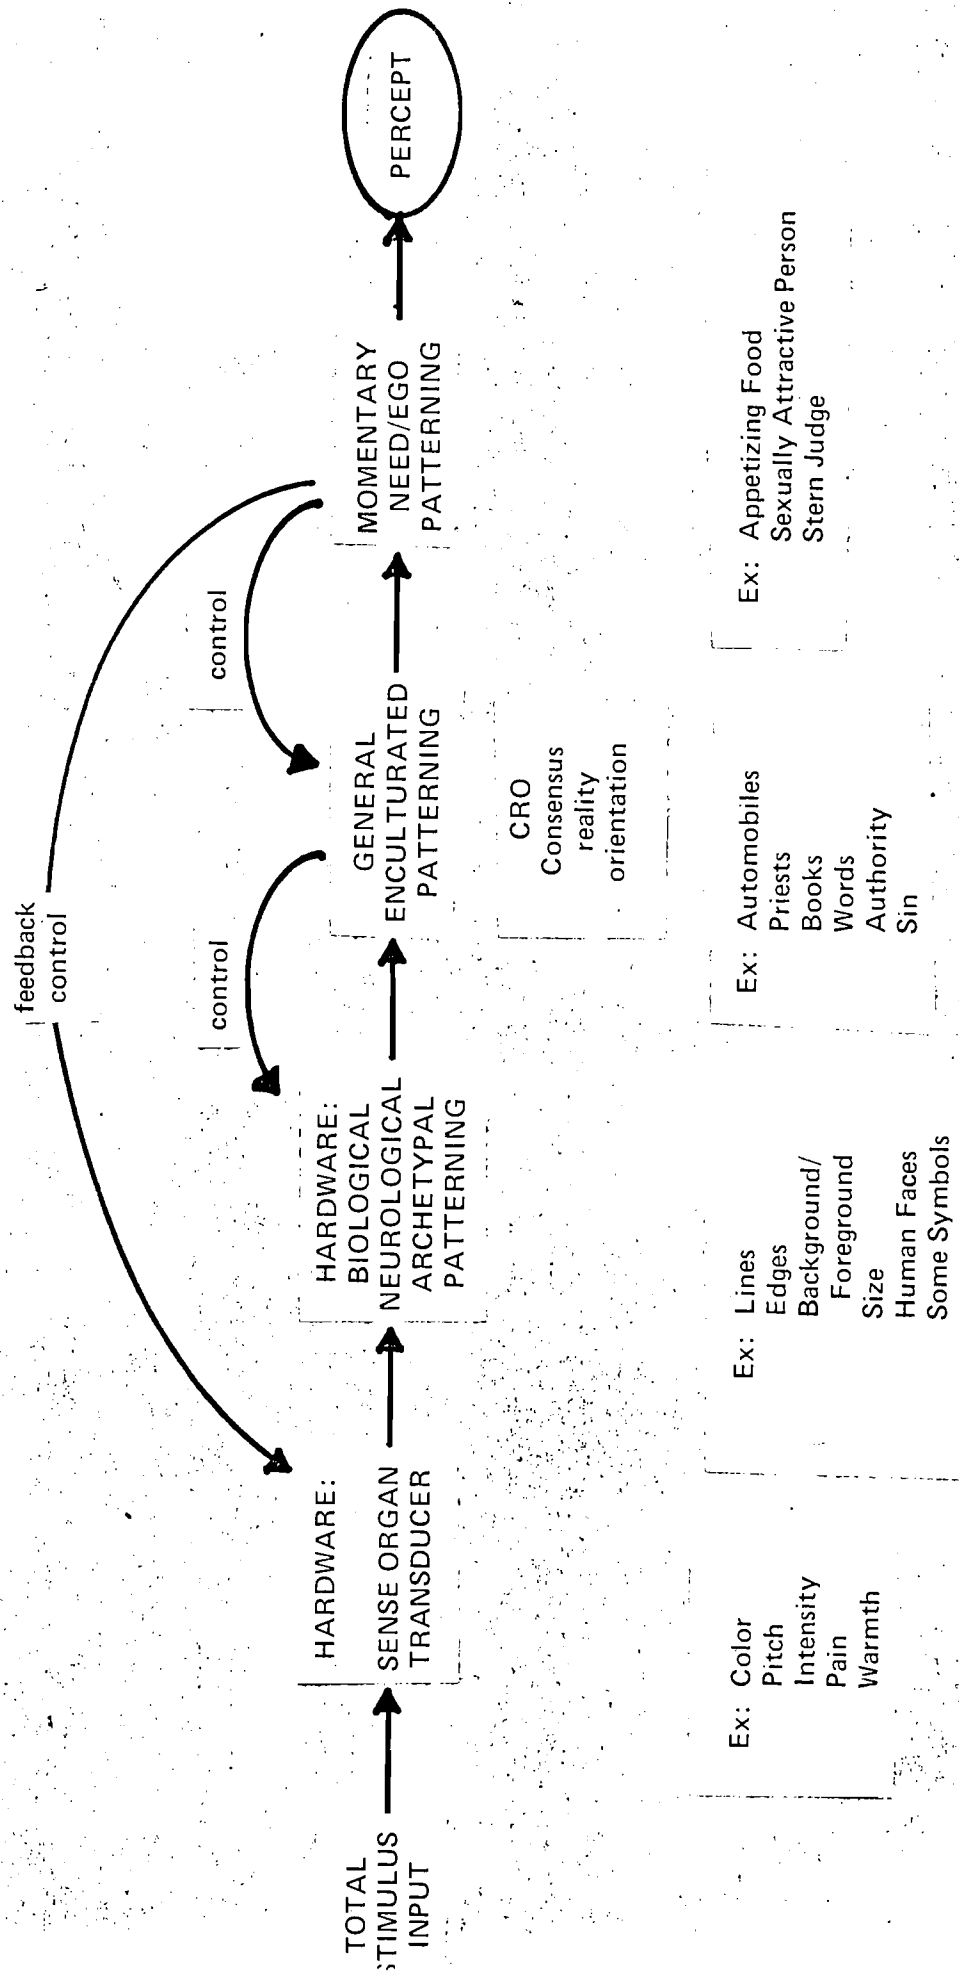 feedback
control
control
control
TOTAL
STIMULUS
INPUT
HARDWARE:
SENSE ORGAN
TRANSDUCER
HARDWARE:
BIOLOGICAL
NEUROLOGICAL
ARCHETYPAL
PATTERNING
GENERAL
ENCULTURATED
PATTERNING
MOMENTARY
NEED/EGO
PATTERNING
PERCEPT
CRO
Consensus
reality
orientation
Ex: Color
Pitch
Intensity
Pain
Warmth
Ex: Lines
Edges
Background/
Foreground
Size
Human Faces
Some Symbols
Ex: Automobiles
Priests
Books
Words
Authority
Sin
Ex: Appetizing Food
Sexually Attractive Person
Stern Judge